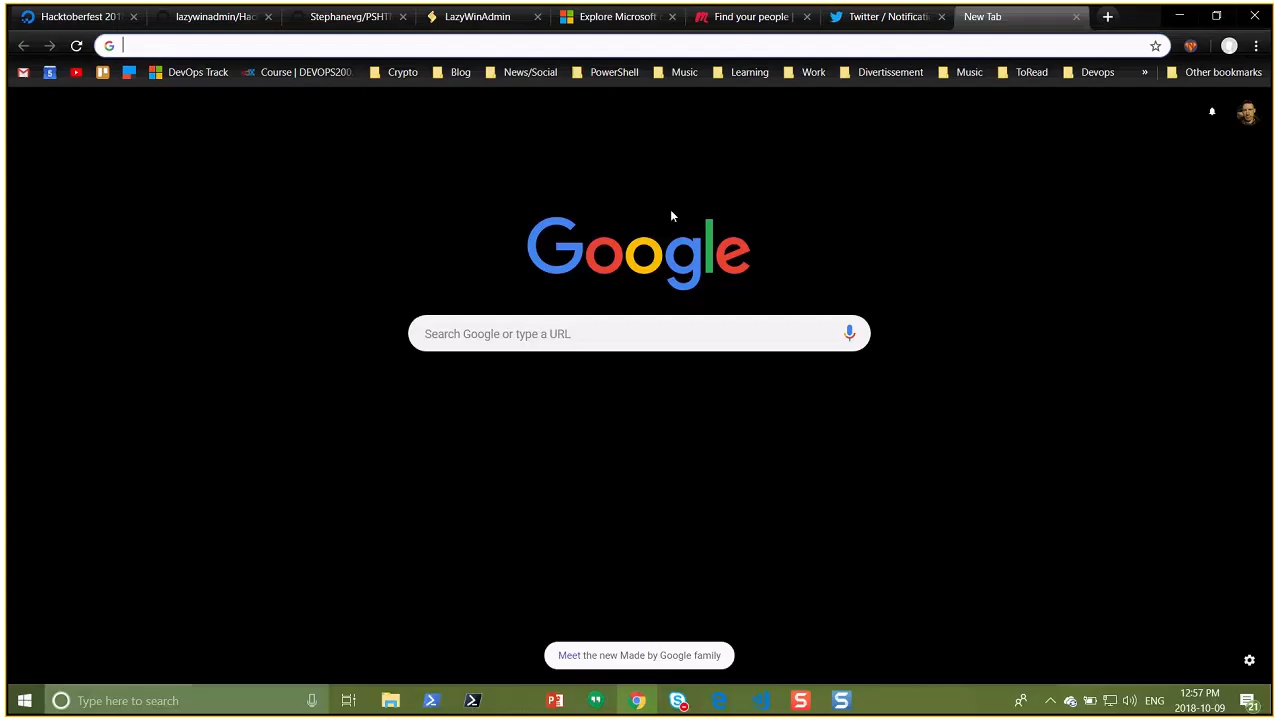 Hacktoberfest 201
lazywinadmin/Hac
Stephanevg/PSHT
LazyWinAdmin
Explore Microsoft
Find your people |
Twitter / Notificati
New Tab
DevOps Track
Course | DEVOPS200
Crypto
Blog
News/Social
PowerShell
Music
Learning
Work
Divertissement
Music
ToRead
Devops
»
Other bookmarks
Google
Search Google or type a URL
Meet the new Made by Google family
Type here to search
ENG
12:57 PM
2018-10-09
21